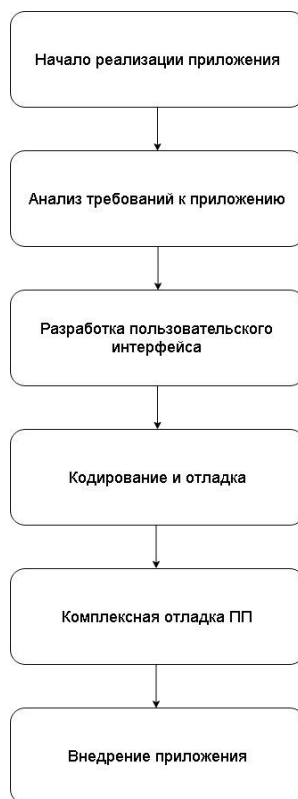 Начало реализации приложения
Анализ требований к приложению
Разработка пользовательского
интерфейса
Кодирование и отладка
Комплексная отладка ПП
Внедрение приложения